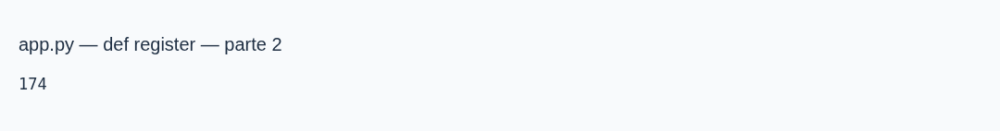 app.py — def register — parte 2
174